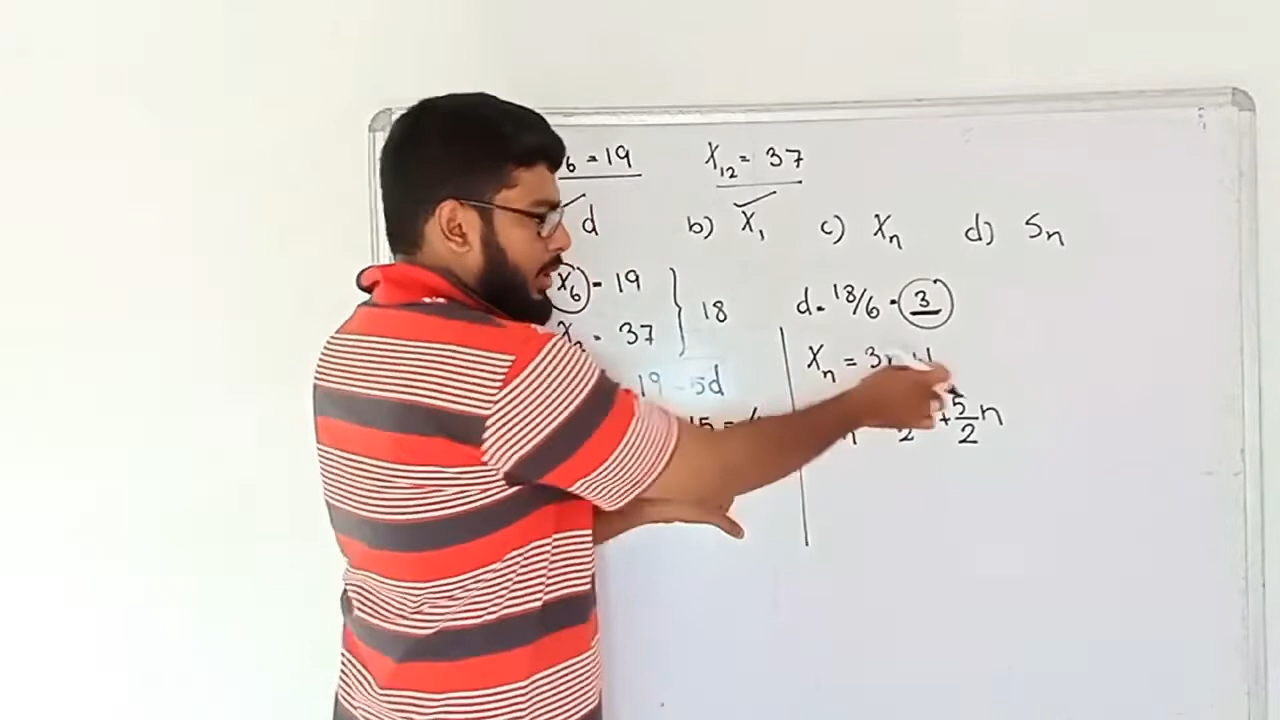 6 = 19 X₁₂ = 37
d b) X₁ c) Xₙ d) Sₙ
X₆ = 19
= 37 } 18
19 - 5d
15 =
d = 18/6 = 3
Xₙ = 3n + 1
n 2 + 5/2 n